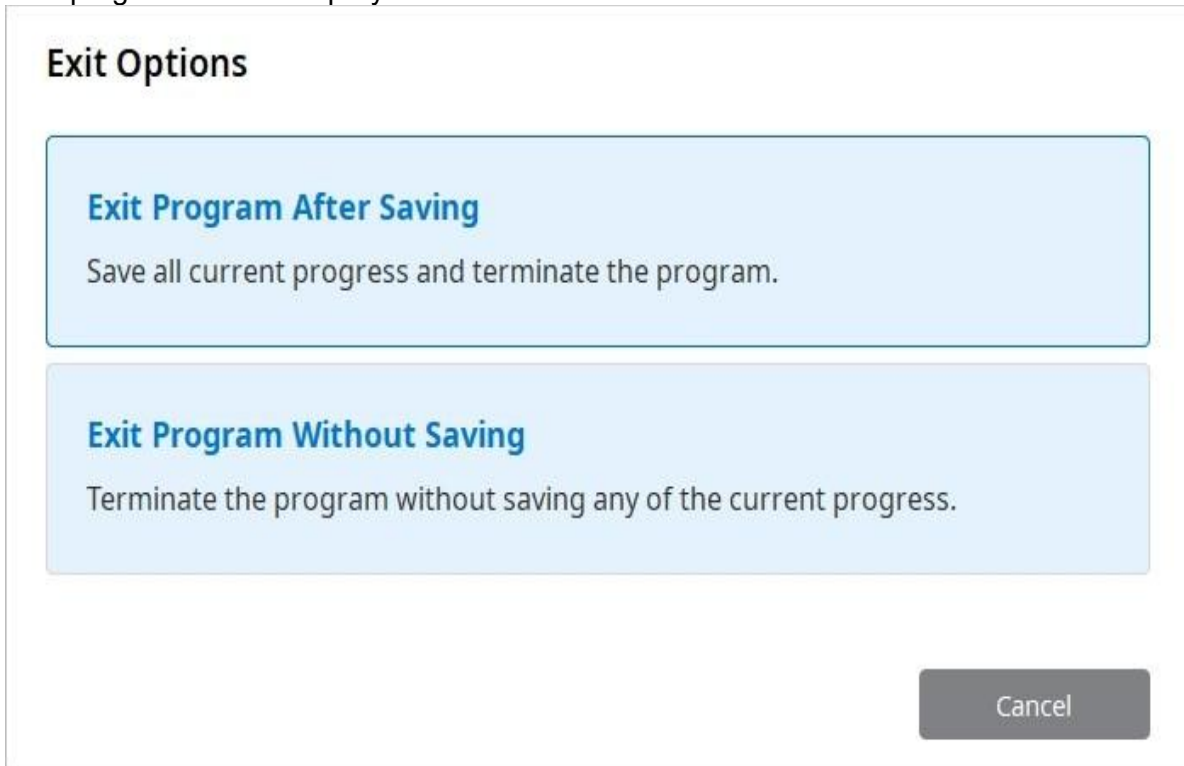 Exit Options
Exit Program After Saving
Save all current progress and terminate the program.
Exit Program Without Saving
Terminate the program without saving any of the current progress.
Cancel